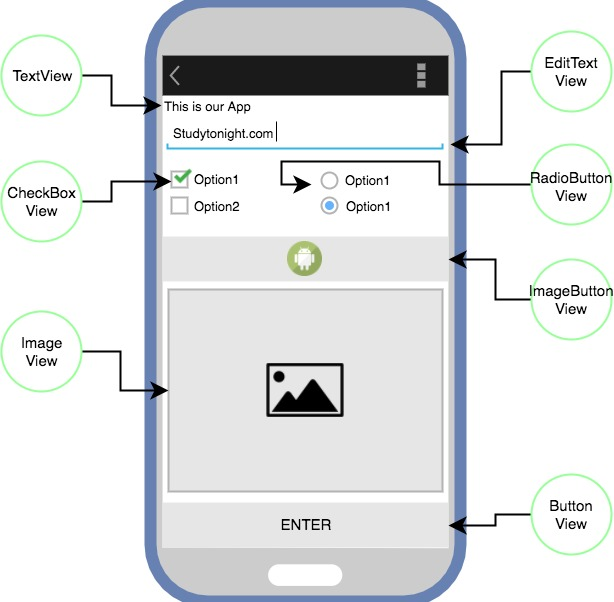 TextView
EditText
View
This is our App
Studytonight.com
CheckBox
View
Option1
Option1
RadioButton
View
Option2
Option1
ImageButton
View
Image
View
ENTER
Button
View